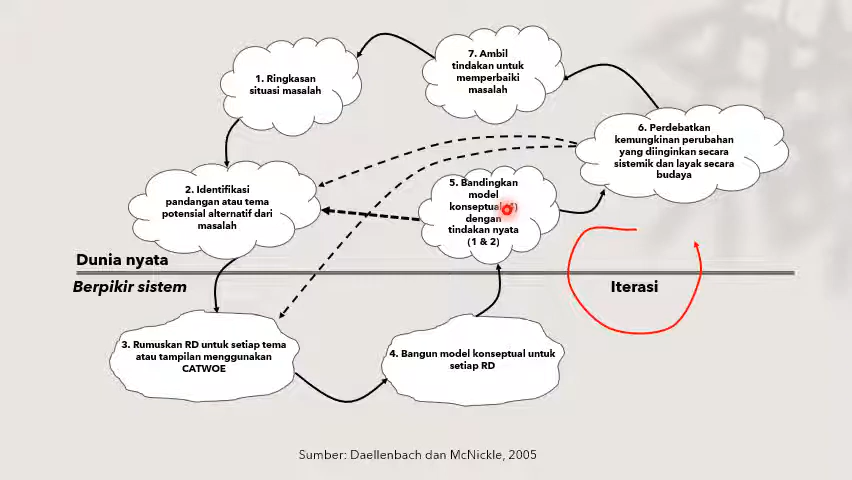 1. Ringkasan
situasi masalah
2. Identifikasi
pandangan atau tema
potensial alternatif dari
masalah
7. Ambil
tindakan untuk
memperbaiki
masalah
6. Perdebatkan
kemungkinan perubahan
yang diinginkan secara
sistemik dan layak secara
budaya
5. Bandingkan
model
konseptual
dengan
tindakan nyata
(1 & 2)
Dunia nyata
Berpikir sistem
Iterasi
3. Rumuskan RD untuk setiap tema
atau tampilan menggunakan
CATWOE
4. Bangun model konseptual untuk
setiap RD
Sumber: Daellenbach dan McNickle, 2005